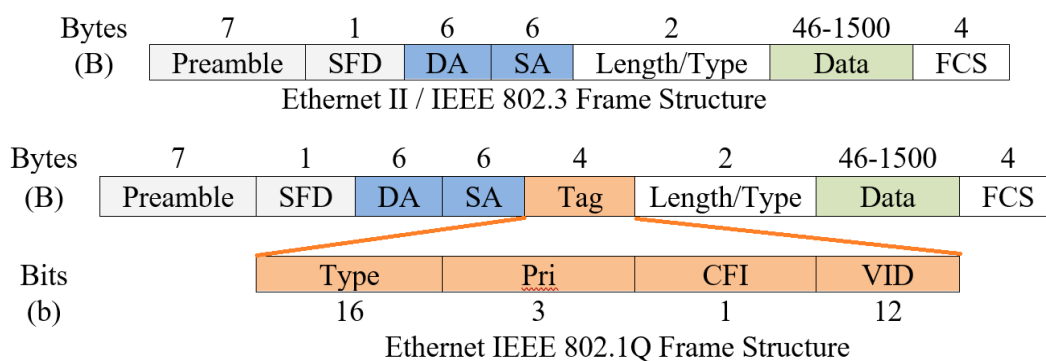 Bytes 7 1 6 6 2 46-1500 4
(B) Preamble SFD DA SA Length/Type Data FCS
Ethernet II / IEEE 802.3 Frame Structure
Bytes 7 1 6 6 4 2 46-1500 4
(B) Preamble SFD DA SA Tag Length/Type Data FCS
Bits Type Pri CFI VID
(b) 16 3 1 12
Ethernet IEEE 802.1Q Frame Structure